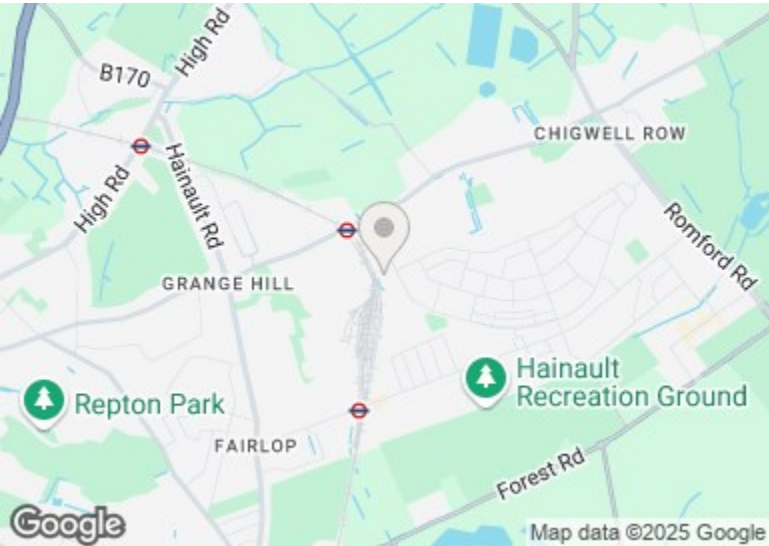 High Rd
B170
CHIGWELL ROW
High Rd
Hainault Rd
Romford Rd
GRANGE HILL
Hainault
Recreation Ground
Repton Park
FAIRLOP
Forest Rd
Google
Map data ©2025 Google